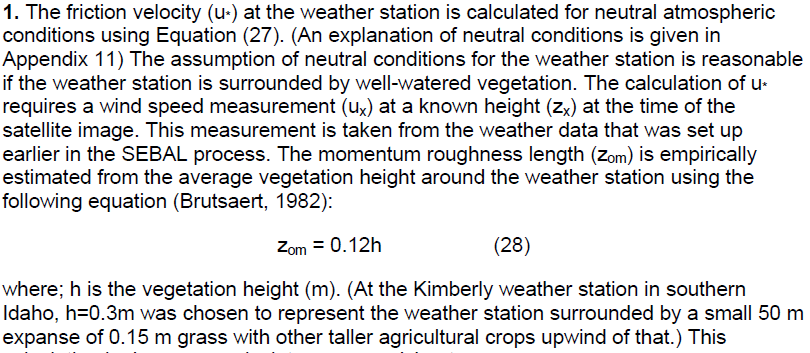 1. The friction velocity (u*) at the weather station is calculated for neutral atmospheric
conditions using Equation (27). (An explanation of neutral conditions is given in
Appendix 11) The assumption of neutral conditions for the weather station is reasonable
if the weather station is surrounded by well-watered vegetation. The calculation of u*
requires a wind speed measurement (ux) at a known height (zx) at the time of the
satellite image. This measurement is taken from the weather data that was set up
earlier in the SEBAL process. The momentum roughness length (zom) is empirically
estimated from the average vegetation height around the weather station using the
following equation (Brutsaert, 1982):
zom = 0.12h (28)
where; h is the vegetation height (m). (At the Kimberly weather station in southern
Idaho, h=0.3m was chosen to represent the weather station surrounded by a small 50 m
expanse of 0.15 m grass with other taller agricultural crops upwind of that.) This